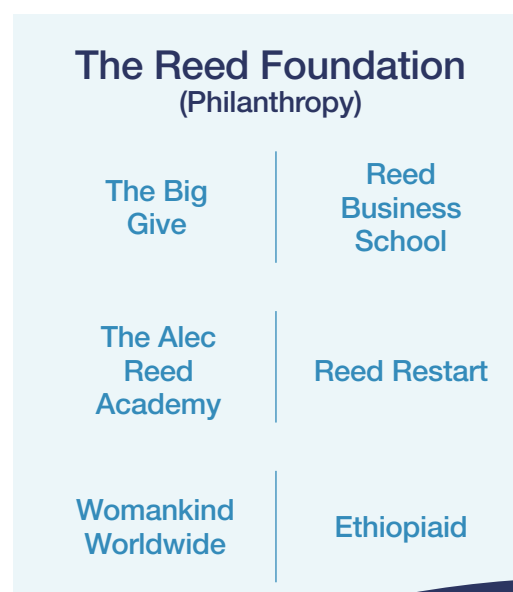 The Reed Foundation
(Philanthropy)
The Big
Give
Reed
Business
School
The Alec
Reed
Academy
Reed Restart
Womankind
Worldwide
Ethiopiaid